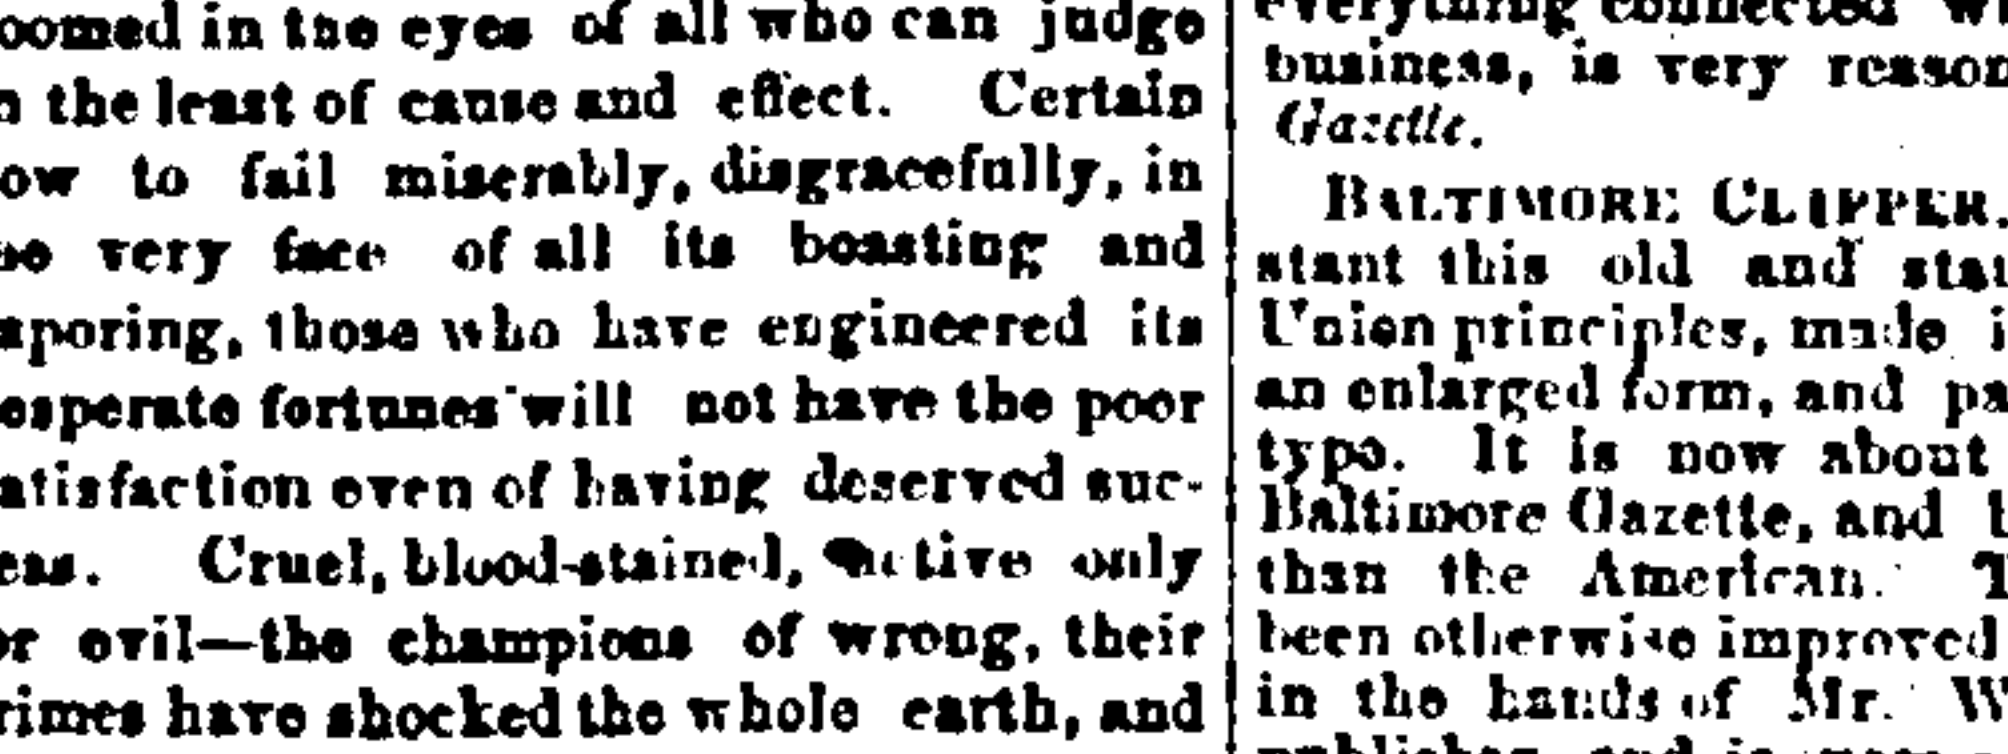 oomed in the eyes of all who can judge
n the least of cause and effect. Certain
ow to fail miserably, disgracefully, in
he very face of all its boasting and
aporing, those who have engineered its
esperate fortunes will not have the poor
atisfaction even of having deserved suc-
ess. Cruel, blood-stained, active only
or evil—the champions of wrong, their
rimes have shocked the whole earth, and
everything connected wi
business, is very reason
Gazette.
BALTIMORE CLIPPER.
stant this old and
Union principles, made i
an enlarged form, and pa
type. It is now about
Baltimore Gazette, and t
than the American. T
been otherwise improved
in the hands of Mr. W